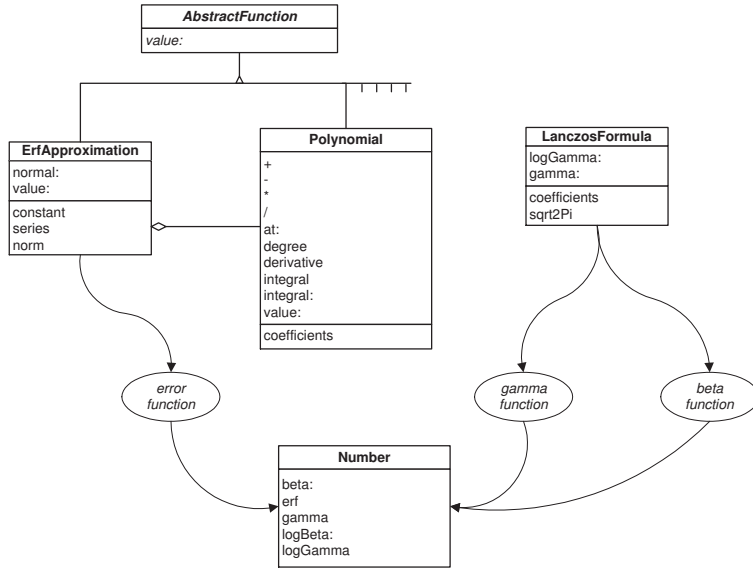 AbstractFunction
value:
ErfApproximation
normal:
value:
constant
series
norm
Polynomial
+
-
*
/
at:
degree
derivative
integral
integral:
value:
coefficients
LanczosFormula
logGamma:
gamma:
coefficients
sqrt2Pi
error
function
gamma
function
beta
function
Number
beta:
erf
gamma
logBeta:
logGamma